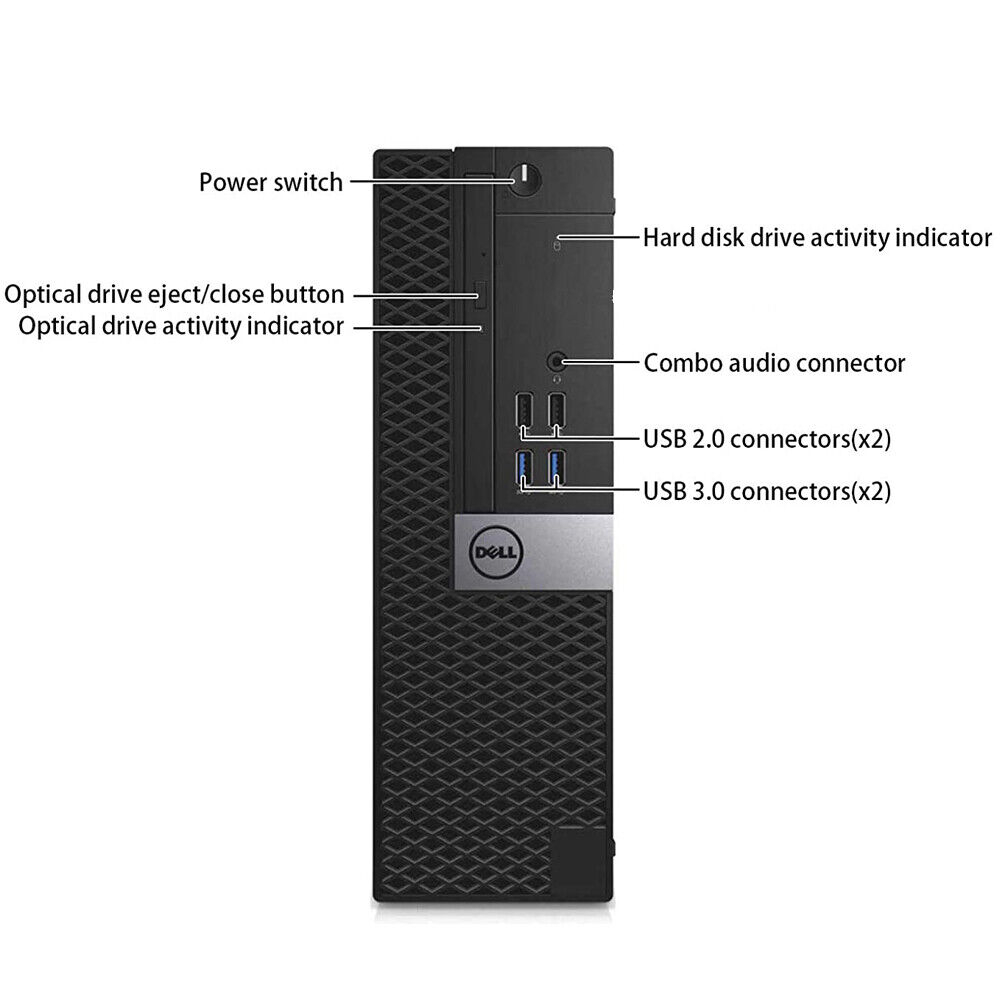 Power switch
Hard disk drive activity indicator
Optical drive eject/close button
Optical drive activity indicator
Combo audio connector
USB 2.0 connectors(x2)
USB 3.0 connectors(x2)
DELL